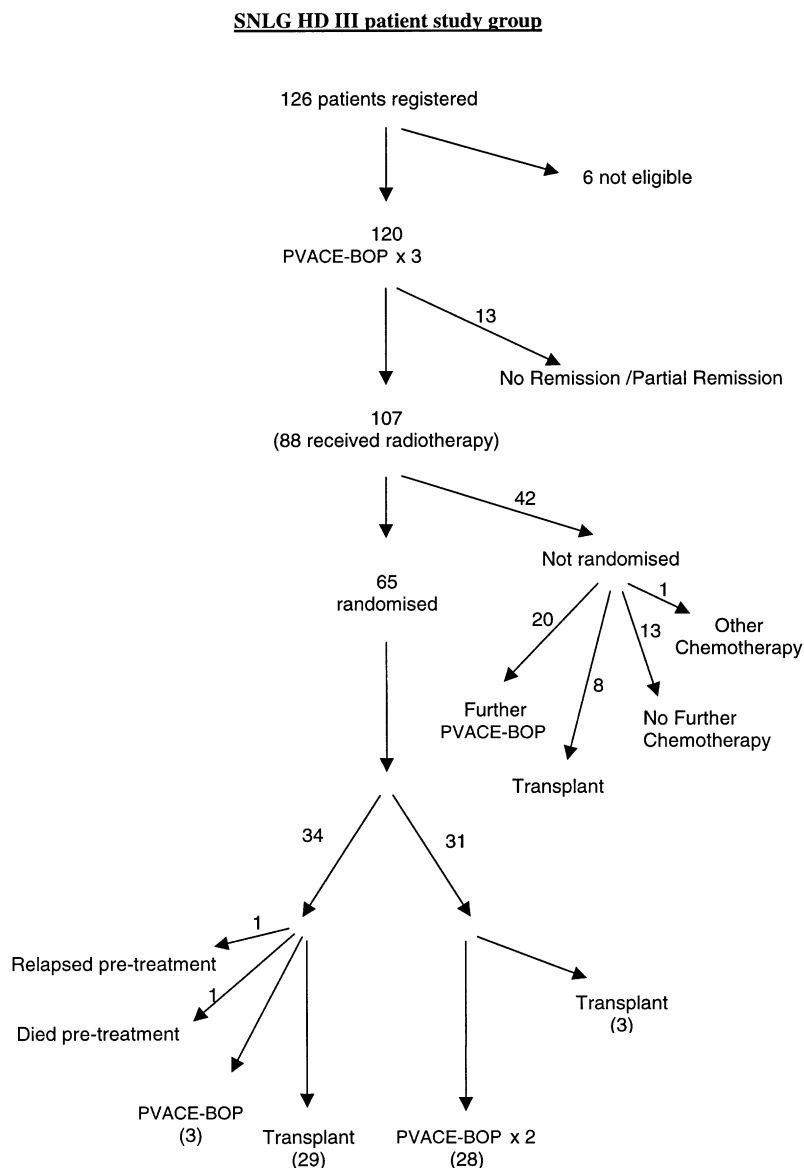 SNLG HD III patient study group
126 patients registered
6 not eligible
120
PVACE-BOP x 3
13
No Remission /Partial Remission
107
(88 received radiotherapy)
42
Not randomised
65
randomised
1
20
13
Other
Chemotherapy
8
Further
PVACE-BOP
No Further
Chemotherapy
Transplant
34
31
1
Relapsed pre-treatment
1
Died pre-treatment
Transplant
(3)
PVACE-BOP
(3)
Transplant
(29)
PVACE-BOP x 2
(28)